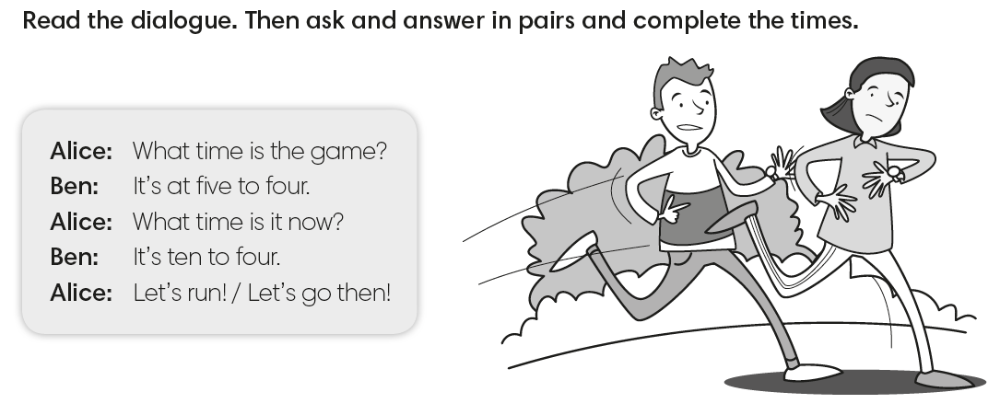 Read the dialogue. Then ask and answer in pairs and complete the times.
Alice: What time is the game?
Ben: It's at five to four.
Alice: What time is it now?
Ben: It's ten to four.
Alice: Let's run! / Let's go then!